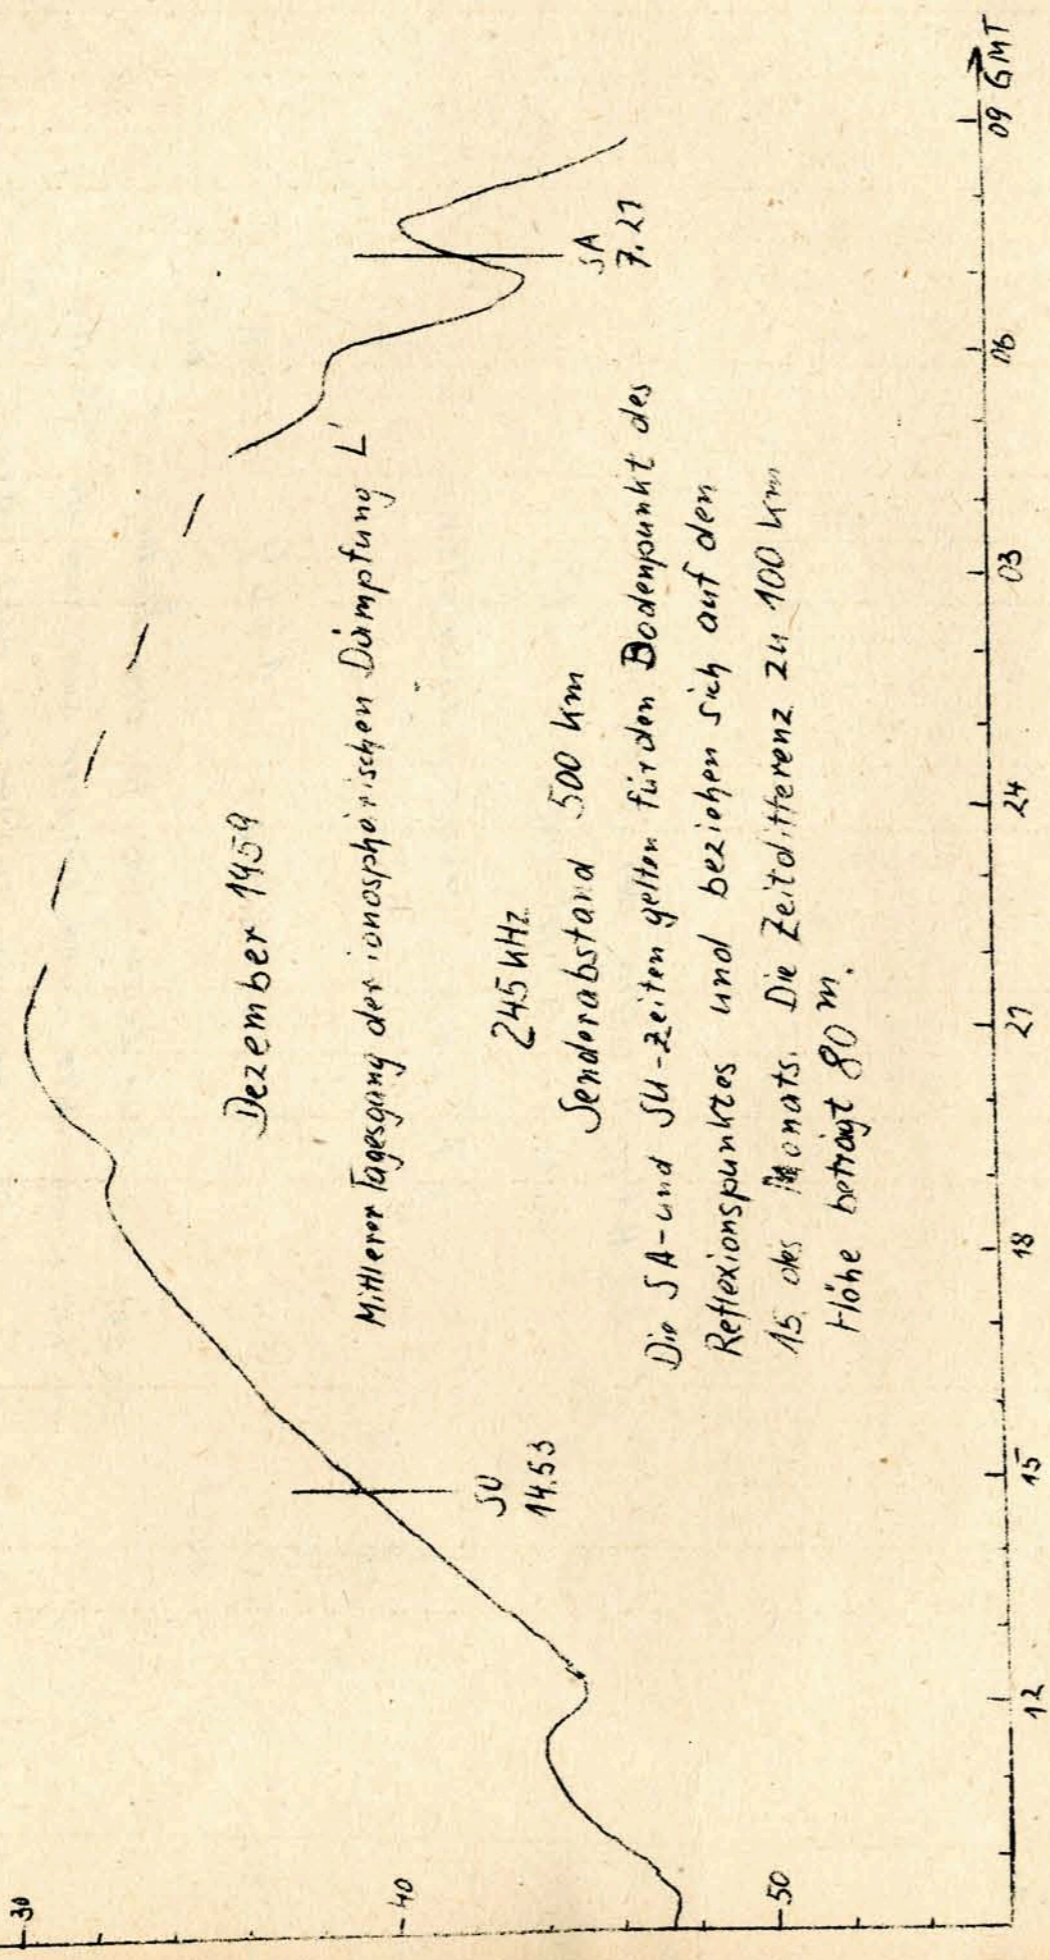 Dezember 1959
Mittlerer Tagesgang der ionosphärischen Dämpfung L'
245 kHz
Senderabstand 500 km
Die SA- und SU-Zeiten gelten für den Bodenpunkt des
Reflexionspunktes und beziehen sich auf den
15. des Monats. Die Zeitdifferenz zu 100 km
Höhe beträgt 80 m.
-30
-40
-50
SU
14.53
SA
7.21
12
15
18
21
24
03
06
09 GMT